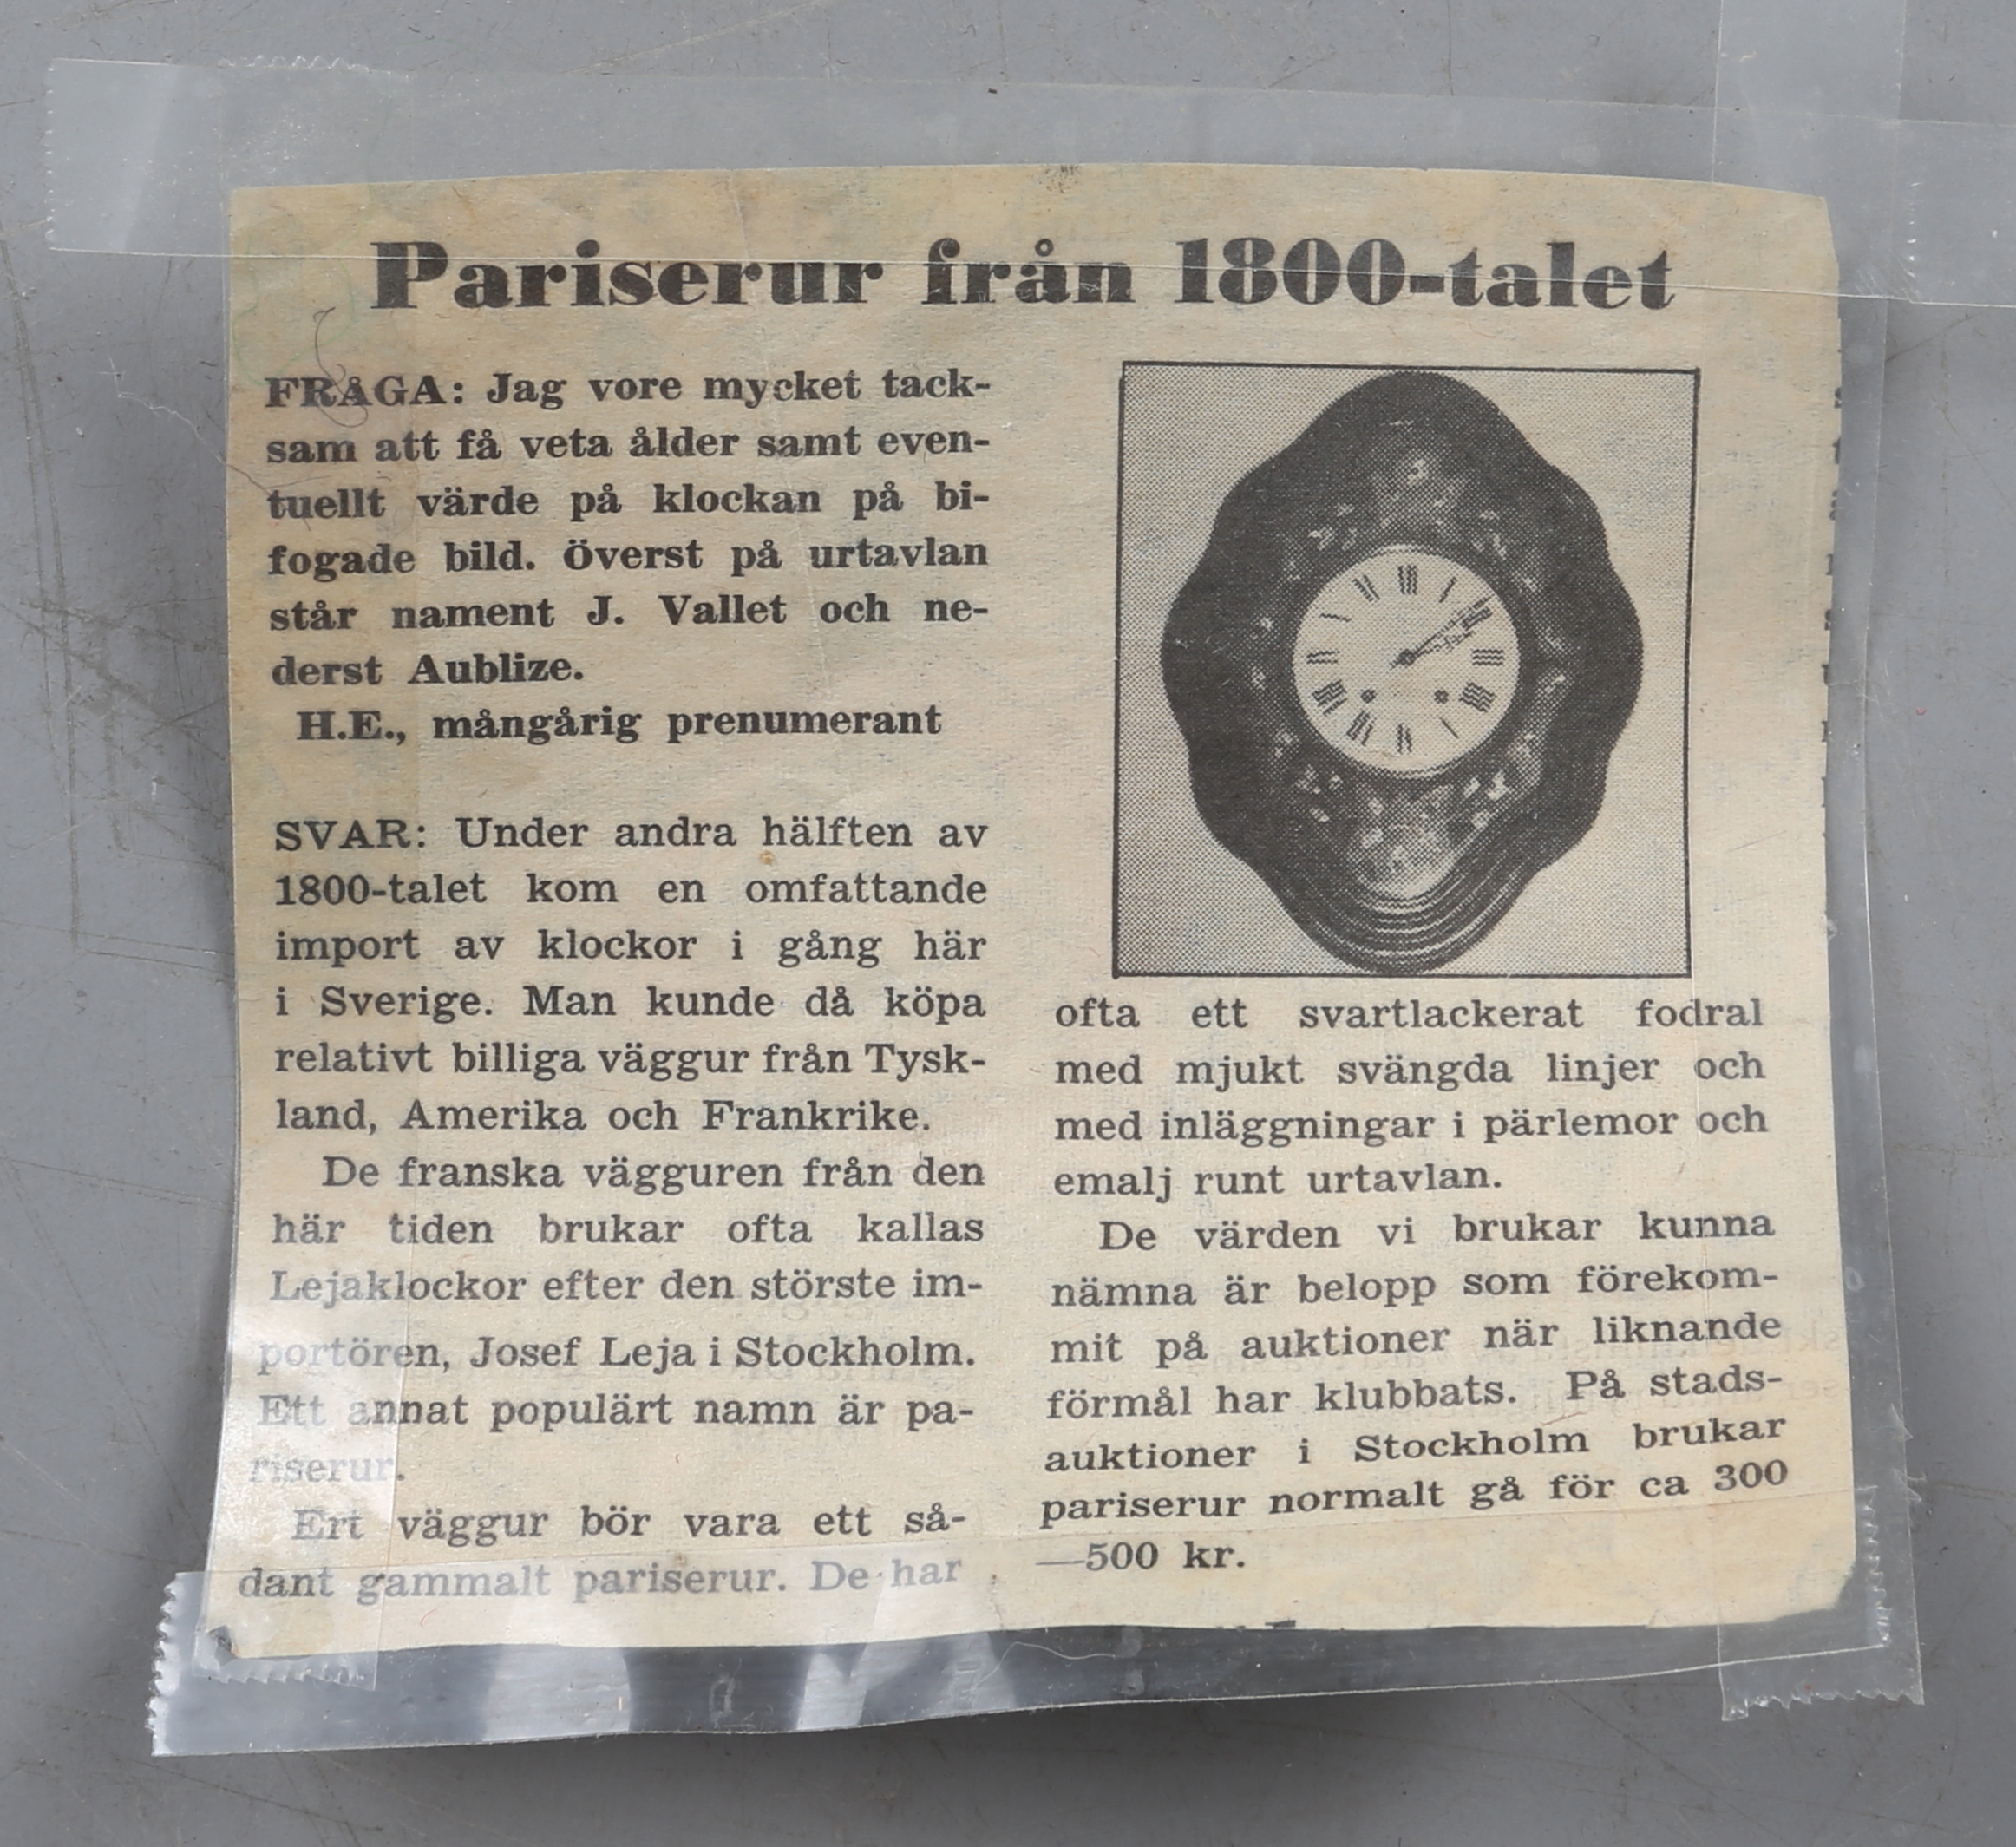 Pariserur från 1800-talet
FRÅGA: Jag vore mycket tack-
sam att få veta ålder samt even-
tuellt värde på klockan på bi-
fogade bild. Överst på urtavlan
står nament J. Vallet och ne-
derst Aublize.
H.E., mångårig prenumerant
SVAR: Under andra hälften av
1800-talet kom en omfattande
import av klockor i gång här
i Sverige. Man kunde då köpa
relativt billiga väggur från Tysk-
land, Amerika och Frankrike.
De franska vägguren från den
här tiden brukar ofta kallas
Lejaklockor efter den störste im-
portören, Josef Leja i Stockholm.
Ett annat populärt namn är pa-
riserur.
Ert väggur bör vara ett så-
dant gammalt pariserur. De har
ofta ett svartlackerat fodral
med mjukt svängda linjer och
med inläggningar i pärlemor och
emalj runt urtavlan.
De värden vi brukar kunna
nämna är belopp som förekom-
mit på auktioner när liknande
förmål har klubbats. På stads-
auktioner i Stockholm brukar
pariserur normalt gå för ca 300
—500 kr.